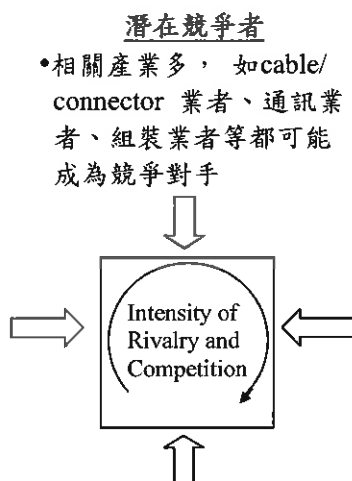 潛在競爭者
•相關產業多, 如cable/
connector 業者、通訊業
者、組裝業者等都可能
成為競爭對手
Intensity of
Rivalry and
Competition